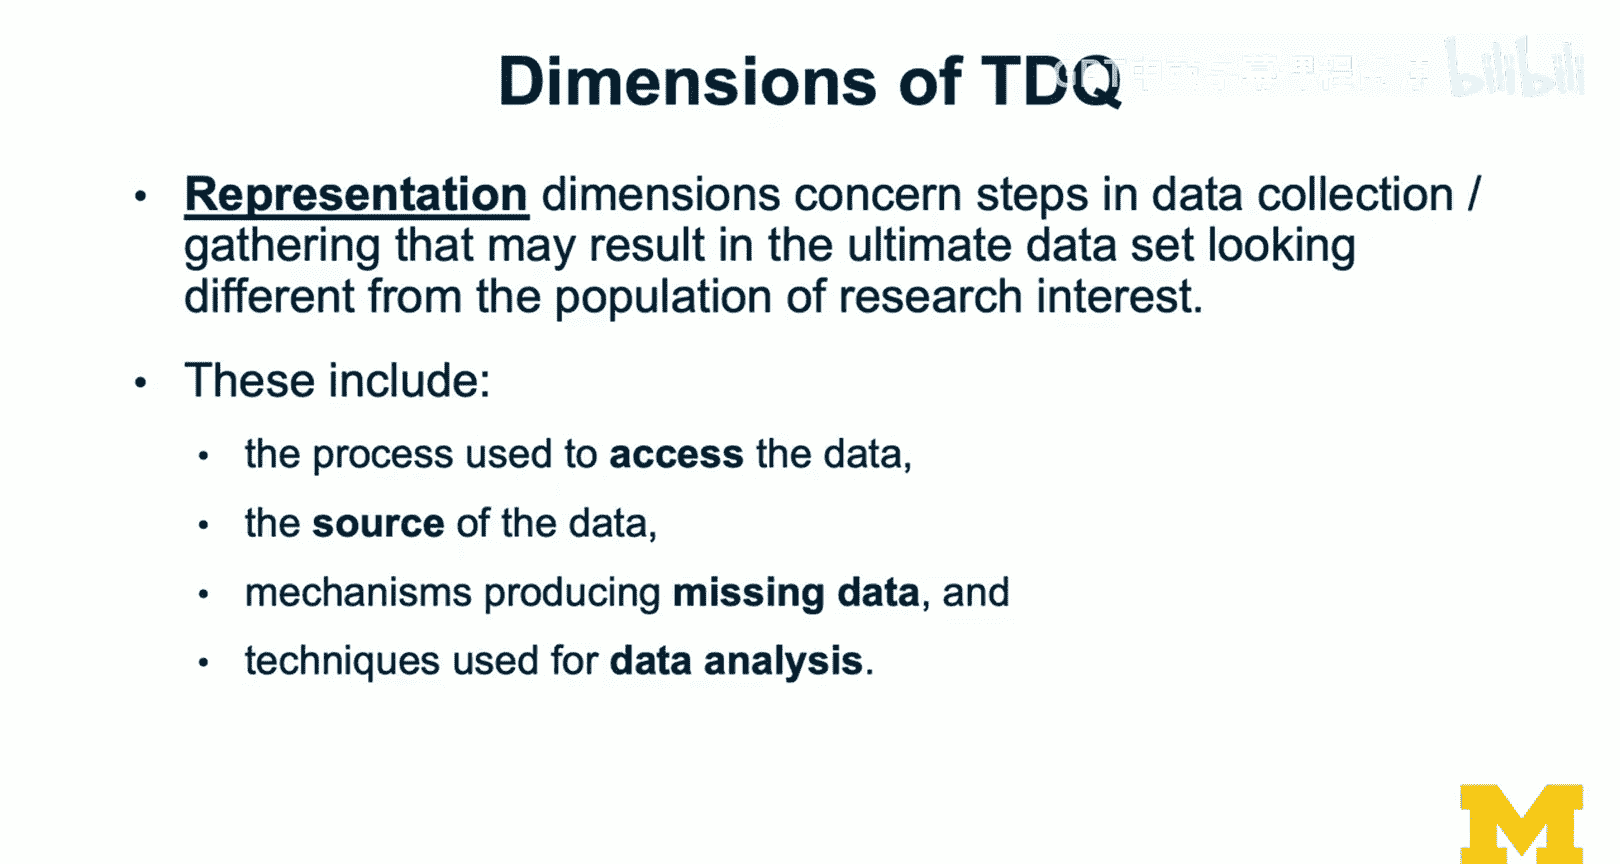 Dimensions of TDQ
bilibili
• Representation dimensions concern steps in data collection /
gathering that may result in the ultimate data set looking
different from the population of research interest.
• These include:
• the process used to access the data,
• the source of the data,
• mechanisms producing missing data, and
• techniques used for data analysis.
M